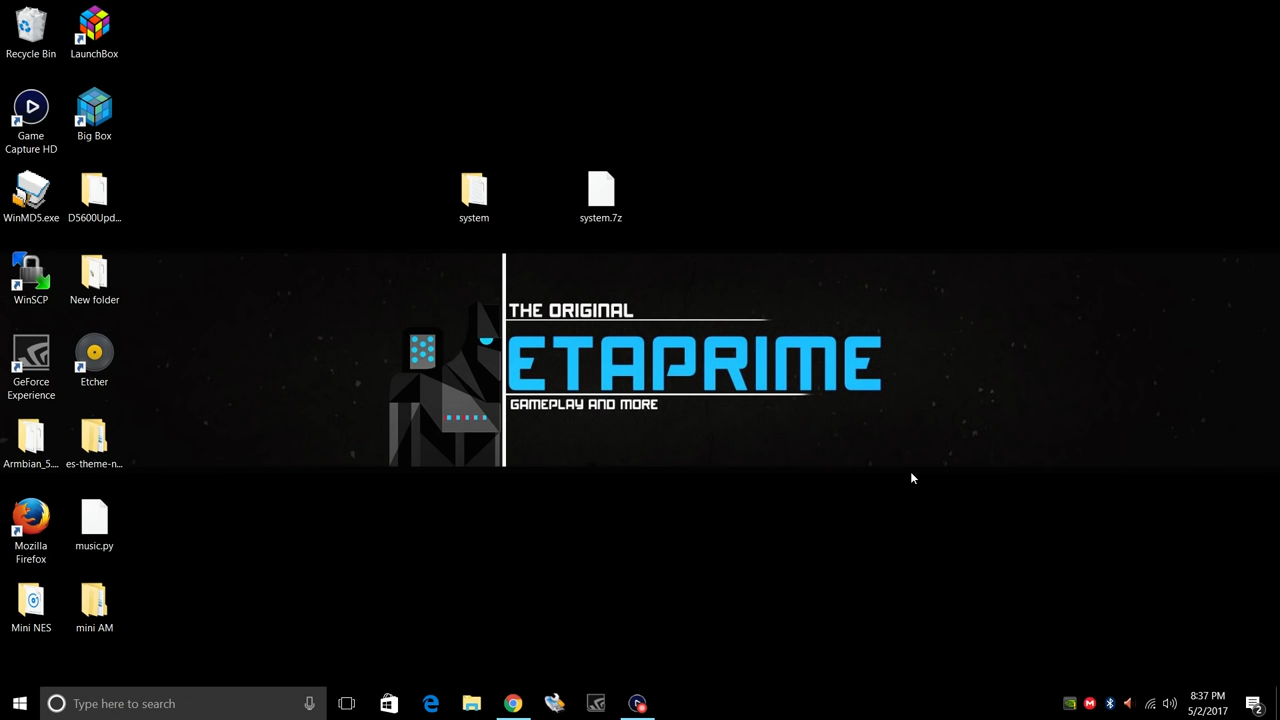 Recycle Bin
LaunchBox
Game
Capture HD
Big Box
WinMD5.exe
D5600Upd...
system
system.7z
WinSCP
New folder
THE ORIGINAL
ETAPRIME
GAMEPLAY AND MORE
GeForce
Experience
Etcher
Armbian_5....
es-theme-n...
Mozilla
Firefox
music.py
Mini NES
mini AM
Type here to search
8:37 PM
5/2/2017
2